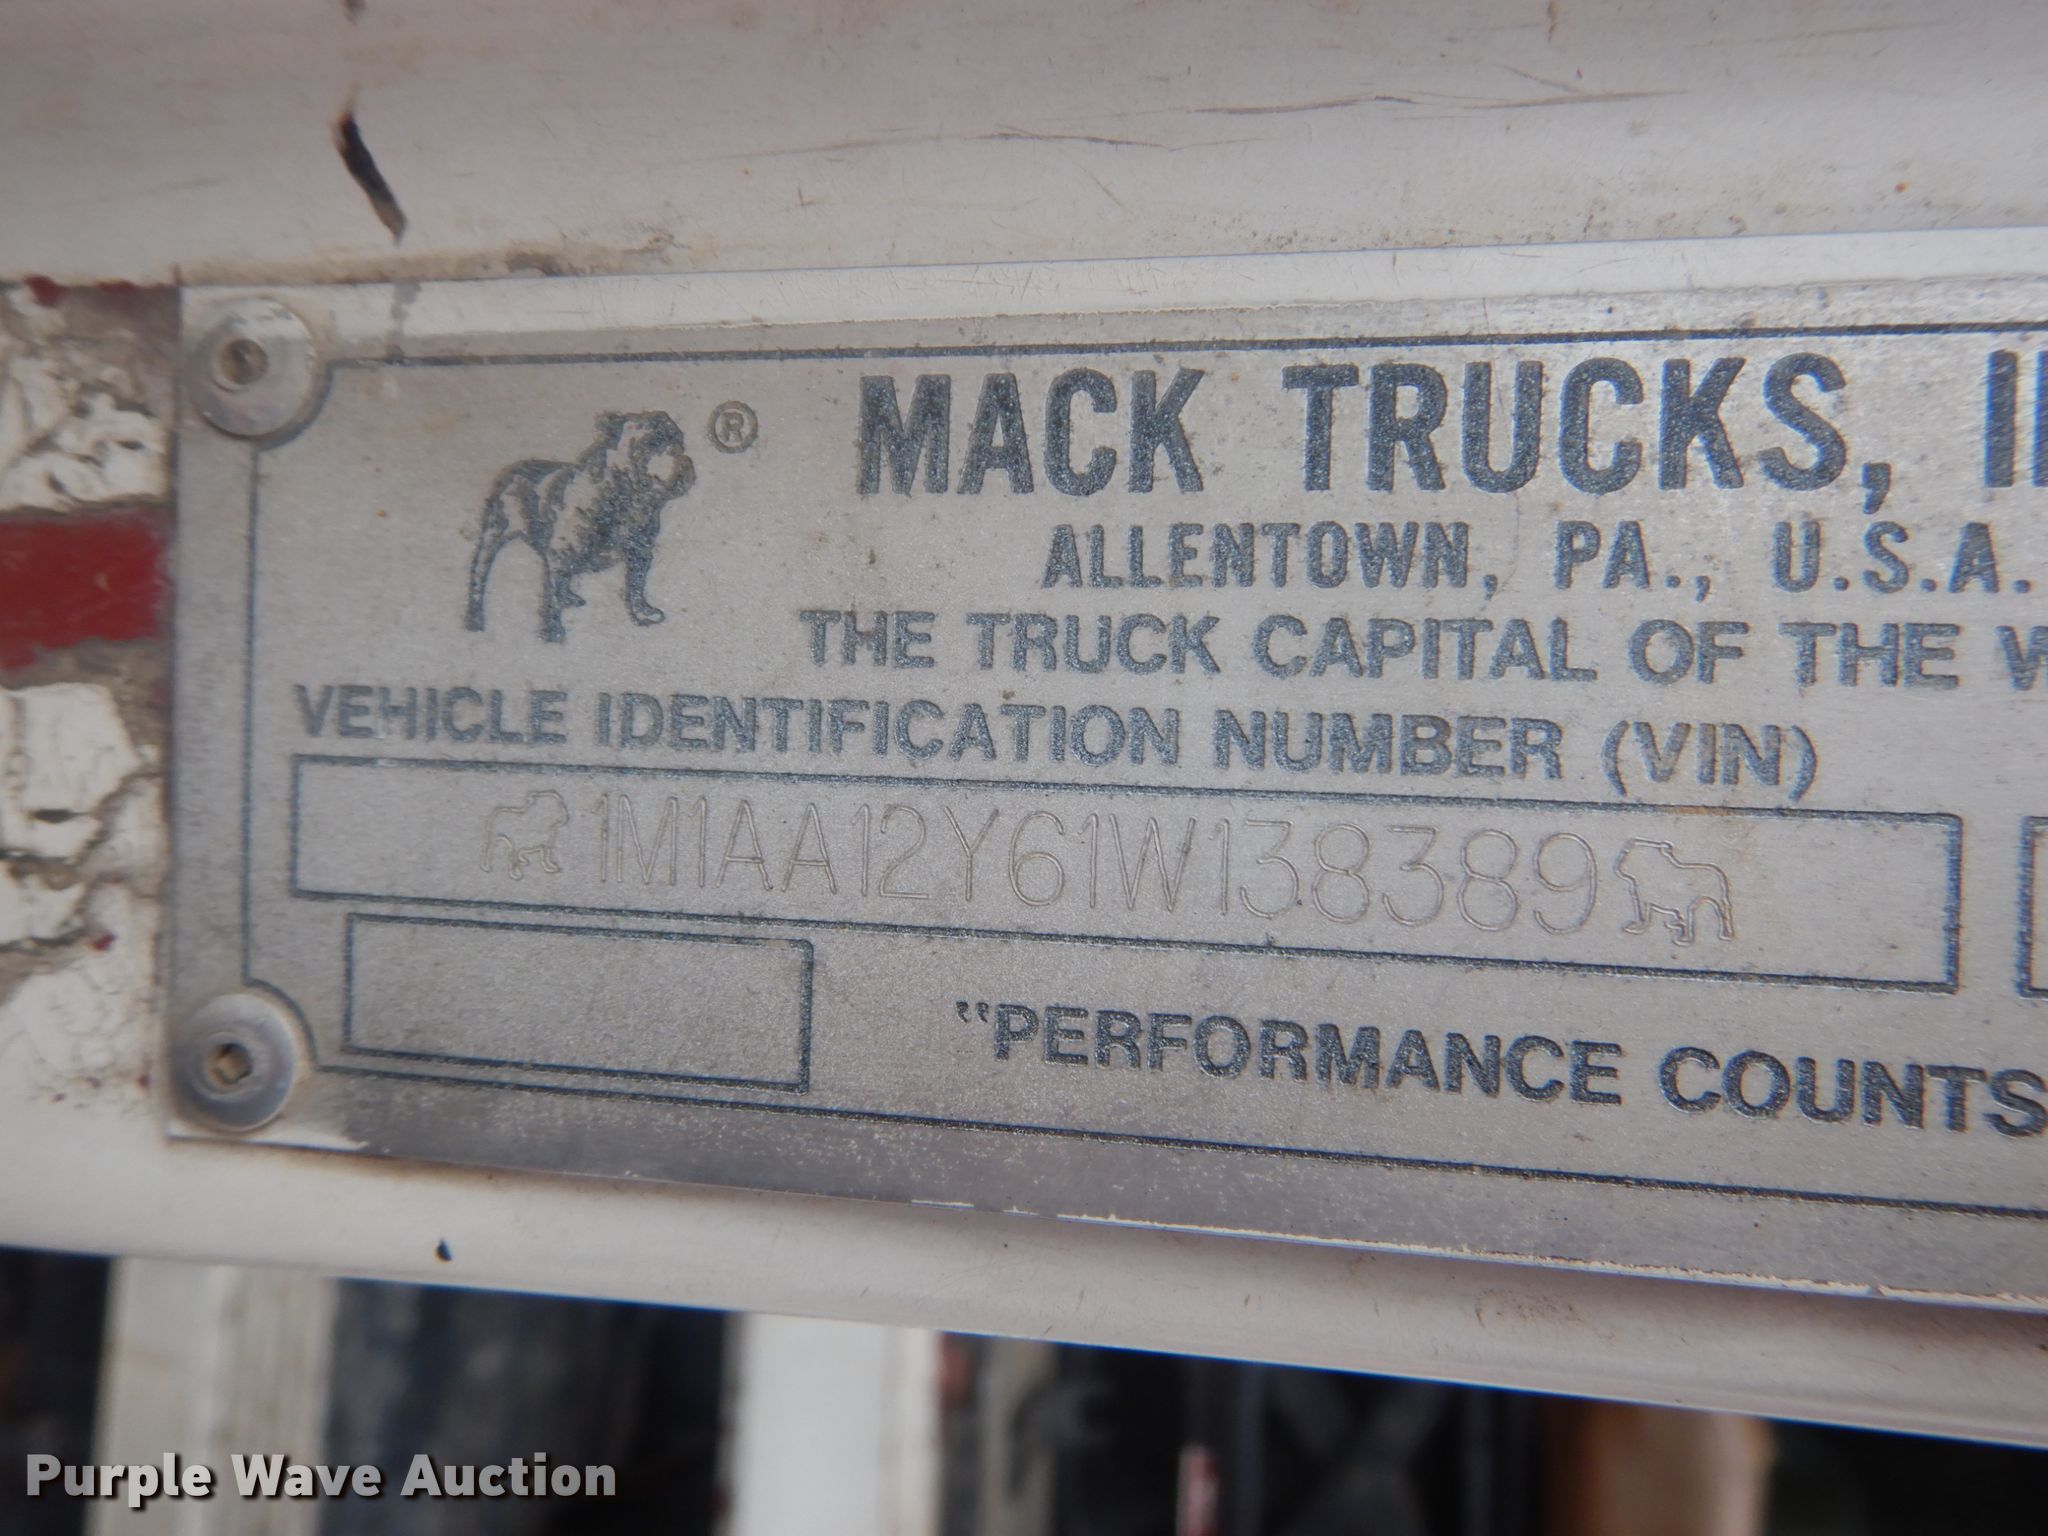 ®
MACK TRUCKS, I
ALLENTOWN, PA., U.S.A.
THE TRUCK CAPITAL OF THE W
VEHICLE IDENTIFICATION NUMBER (VIN)
1M1AA12Y61W138389
"PERFORMANCE COUNTS
Purple Wave Auction